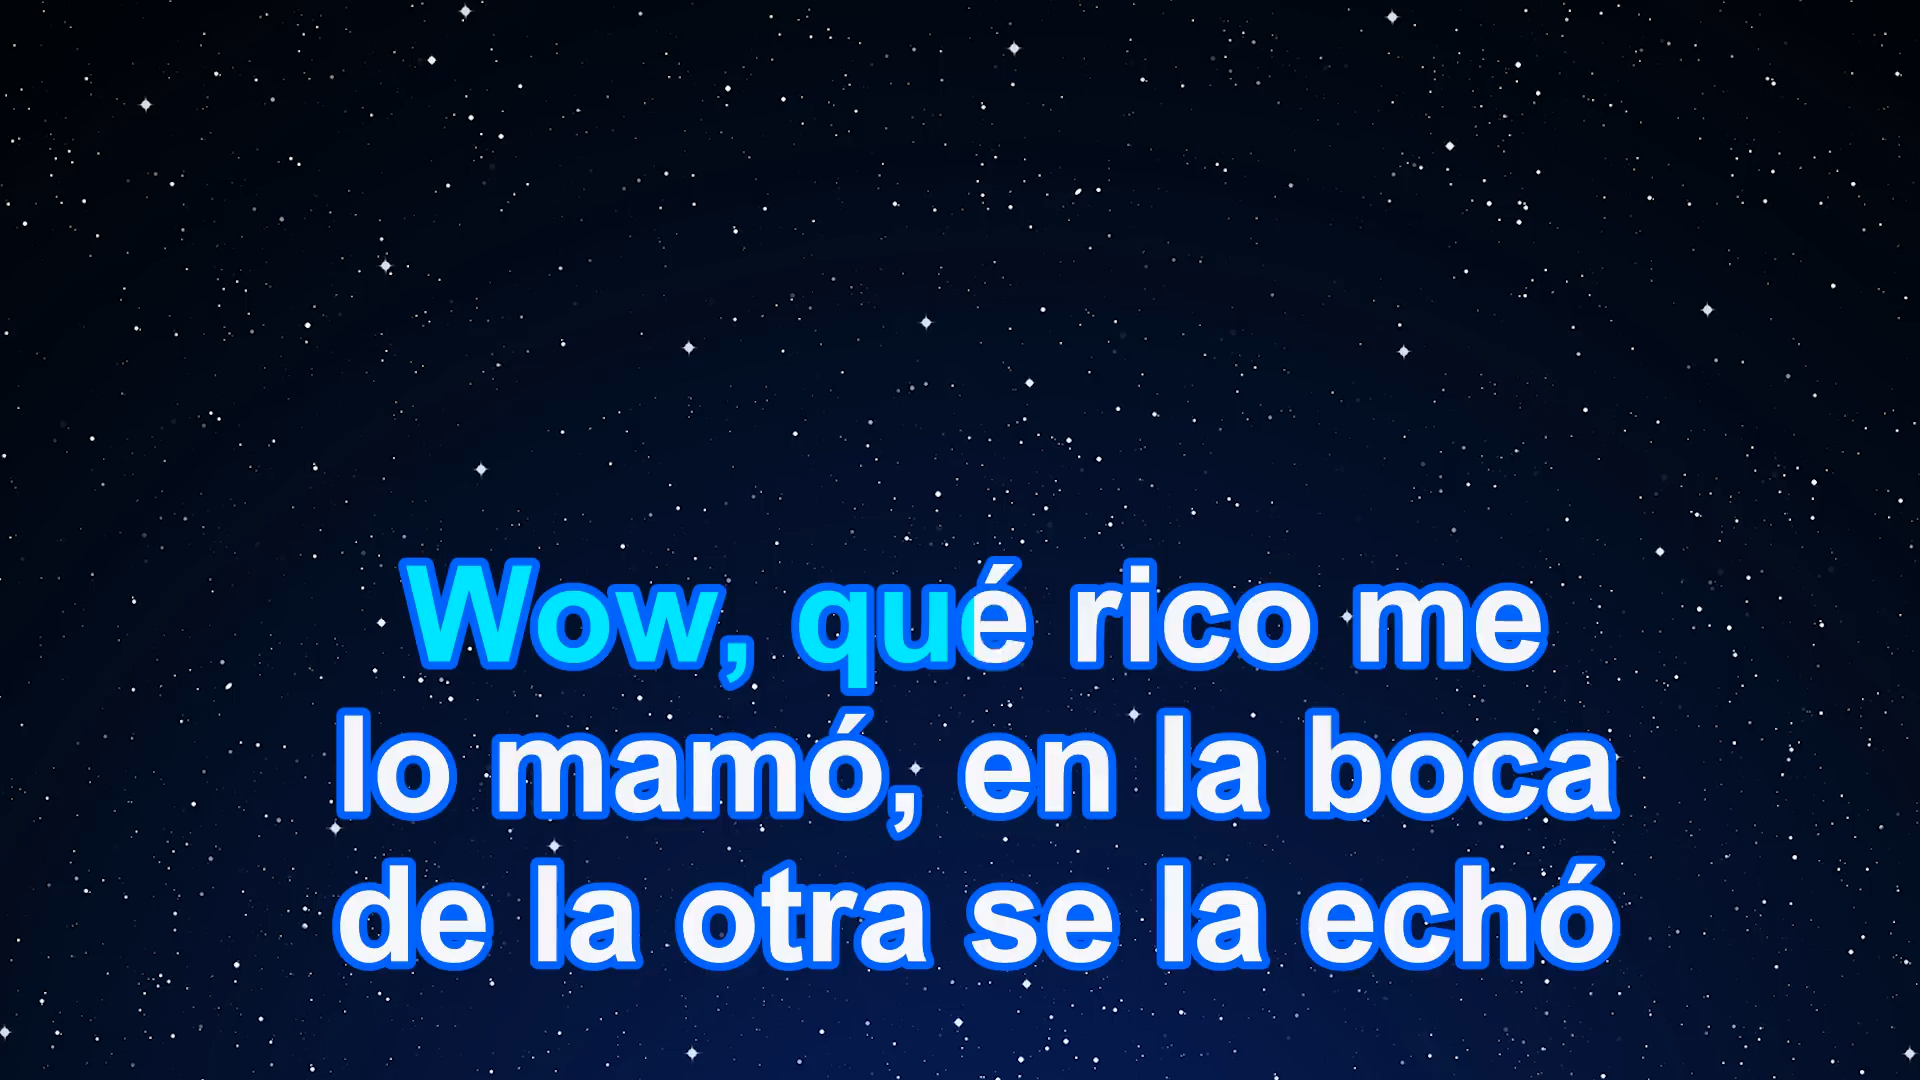 Wow, qué rico me
lo mamó, en la boca
de la otra se la echó